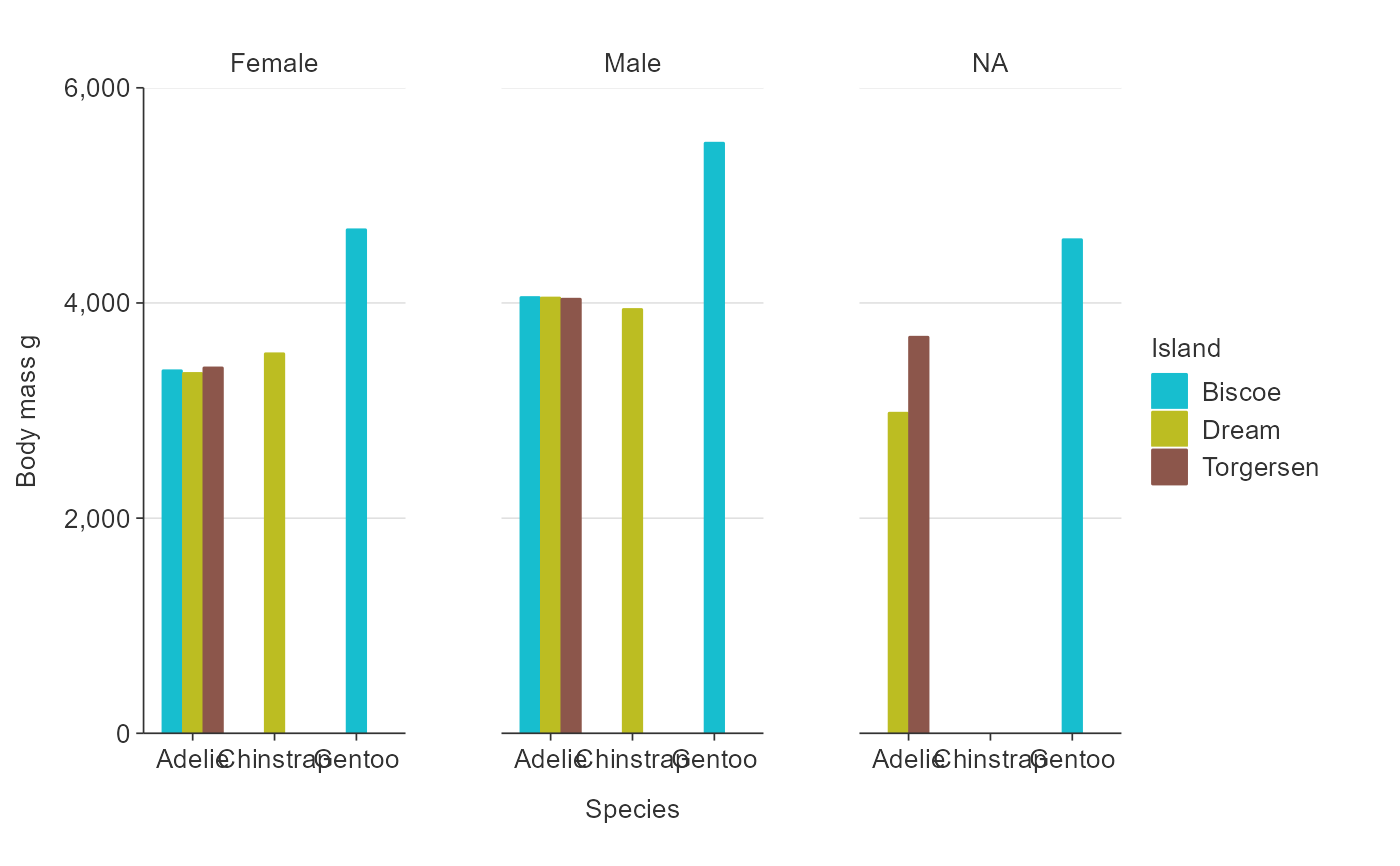 Female Male NA
6,000
4,000
2,000
0
Body mass g
Adelie Chinstrap Gentoo Adelie Chinstrap Gentoo Adelie Chinstrap Gentoo
Species
Island
Biscoe
Dream
Torgersen